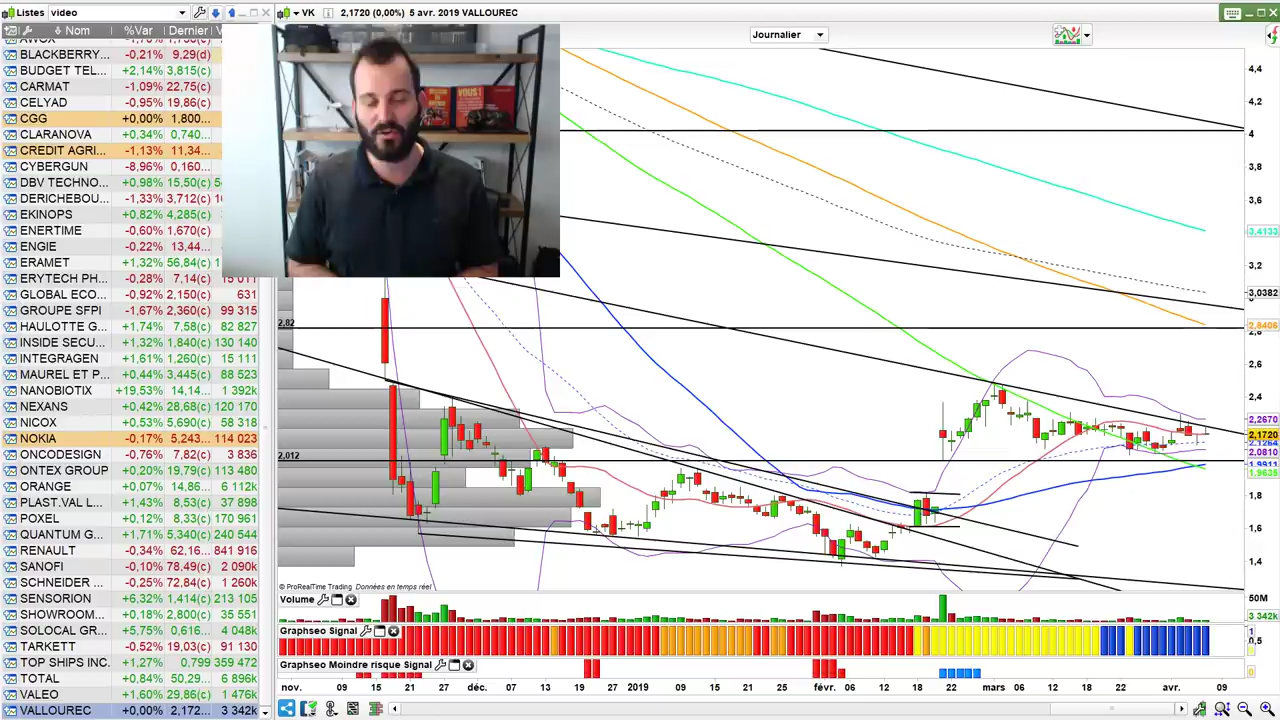 Listes video
VK 2,1720 (0,00%) 5 avr. 2019 VALLOUREC
Nom %Var Dernier
BLACKBERRY... -0,21% 9,29(d)
BUDGET TEL... +2,14% 3,815(c)
CARMAT -1,09% 22,75(c)
CELYAD -0,95% 19,86(c)
CGG +0,00% 1,800...
CLARANOVA +0,34% 0,740...
CREDIT AGRI... -1,13% 11,34...
CYBERGUN -8,96% 0,160...
DBV TECHNO... +0,98% 15,50(c)
DERICHEBOU... -1,33% 3,712(c)
EKINOPS +0,82% 4,285(c)
ENERTIME -0,60% 1,670(c)
ENGIE -0,22% 13,44...
ERAMET +1,32% 56,84(c)
ERYTECH PH... -0,28% 7,14(c) 15 011
GLOBAL ECO... -0,92% 2,150(c) 631
GROUPE SFPI -1,67% 2,360(c) 99 315
HAULOTTE G... +1,74% 7,58(c) 82 827
INSIDE SECU... +1,32% 1,840(c) 130 140
INTEGRAGEN +1,61% 1,260(c) 15 111
MAUREL ET P... +0,44% 3,445(c) 88 523
NANOBIOTIX +19,53% 14,14... 1 392k
NEXANS +0,42% 28,68(c) 120 170
NICOX +0,53% 5,690(c) 58 318
NOKIA -0,17% 5,243... 114 023
ONCODESIGN -0,76% 7,82(c) 3 836
ONTEX GROUP +0,20% 19,79(c) 113 480
ORANGE +0,07% 14,86... 6 112k
PLAST.VAL L... +1,43% 8,53(c) 37 898
POXEL +0,12% 8,33(c) 170 961
QUANTUM G... +1,71% 5,340(c) 240 544
RENAULT -0,34% 62,16... 841 916
SANOFI -0,10% 78,49(c) 2 090k
SCHNEIDER ... -0,25% 72,84(c) 1 260k
SENSORION +6,32% 1,414(c) 213 105
SHOWROOM... +0,18% 2,800(c) 35 551
SOLOCAL GR... +5,75% 0,616... 4 048k
TARKETT -0,52% 19,03(c) 91 130
TOP SHIPS INC. +1,27% 0,799 359 472
TOTAL +0,84% 50,29... 5 130k
VALEO +1,60% 29,86(c) 1 476k
VALLOUREC +0,00% 2,172... 3 342k
Journalier
4,4
4,2
4
3,8
3,6
3,4133
3,2
3,0382
2,8406
2,6
2,4
2,2670
2,1720
2,0810
1,8
1,6
1,4
2,82
2,012
© ProRealTime Trading Données en temps réel
Volume
50M
3 342k
Graphseo Signal
1
0,5
Graphseo Moindre risque Signal
nov. 09 15 21 27 déc. 07 13 19 27 2019 09 15 21 25 févr. 06 12 18 22 mars 06 12 18 22 avr. 09